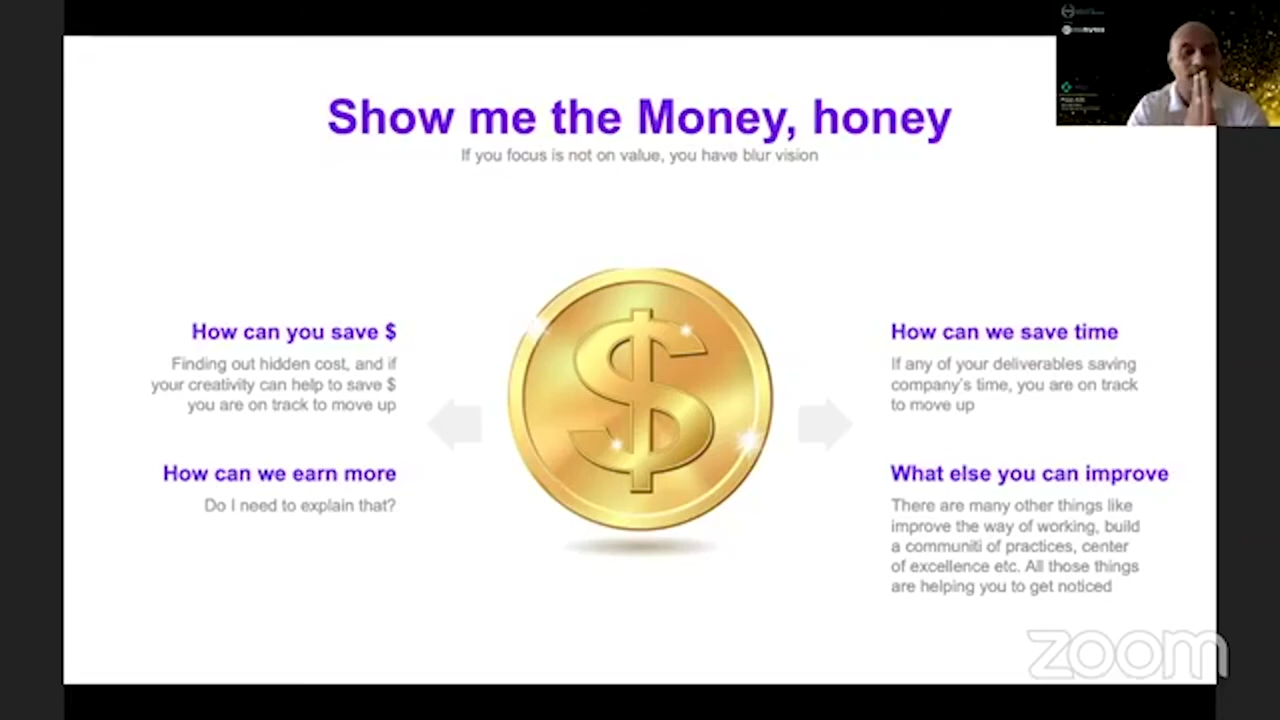 Show me the Money, honey
If you focus is not on value, you have blur vision
How can you save $
Finding out hidden cost, and if
your creativity can help to save $
you are on track to move up
How can we earn more
Do I need to explain that?
How can we save time
If any of your deliverables saving
company's time, you are on track
to move up
What else you can improve
There are many other things like
improve the way of working, build
a communiti of practices, center
of excellence etc. All those things
are helping you to get noticed
zoom